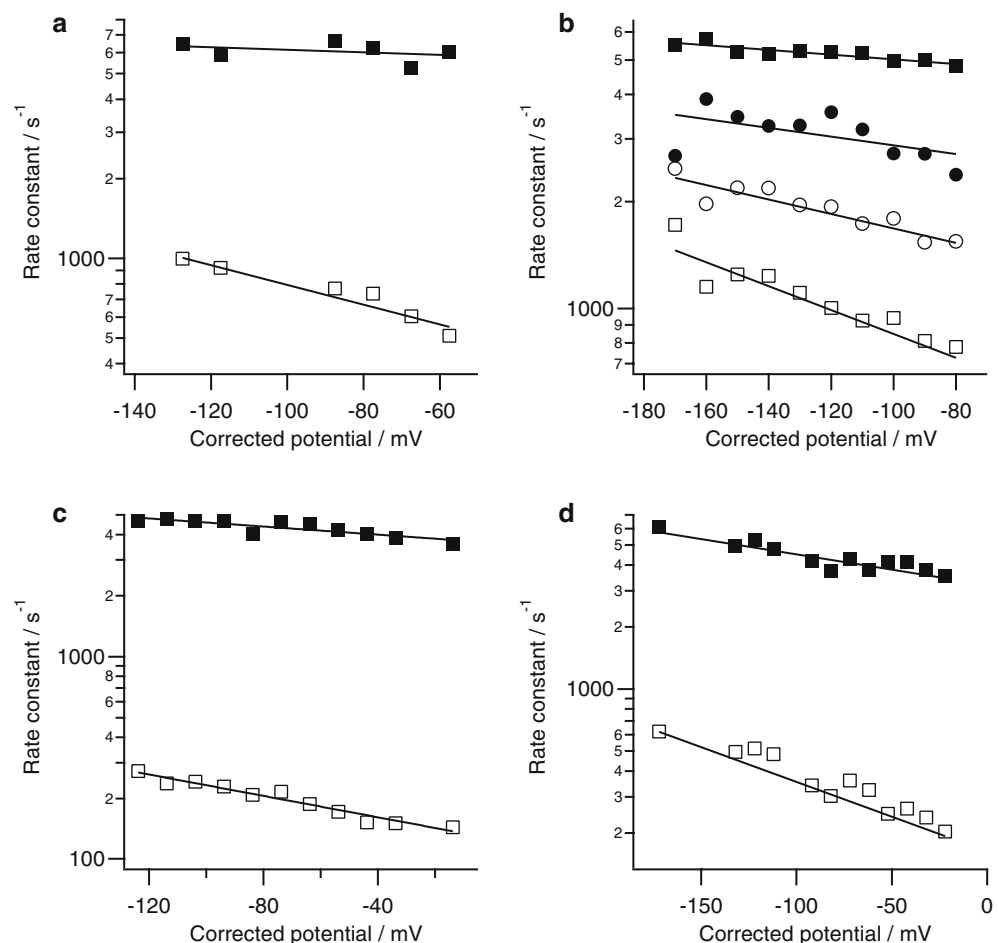 a
7
6
5
4
3
2
1000
7
6
5
4
Rate constant / s⁻¹
-140 -120 -100 -80 -60
Corrected potential / mV
b
6
5
4
3
2
1000
9
8
7
Rate constant / s⁻¹
-180 -160 -140 -120 -100 -80
Corrected potential / mV
c
4
2
1000
8
6
4
2
100
Rate constant / s⁻¹
-120 -80 -40
Corrected potential / mV
d
6
5
4
3
2
1000
6
5
4
3
2
Rate constant / s⁻¹
-150 -100 -50 0
Corrected potential / mV